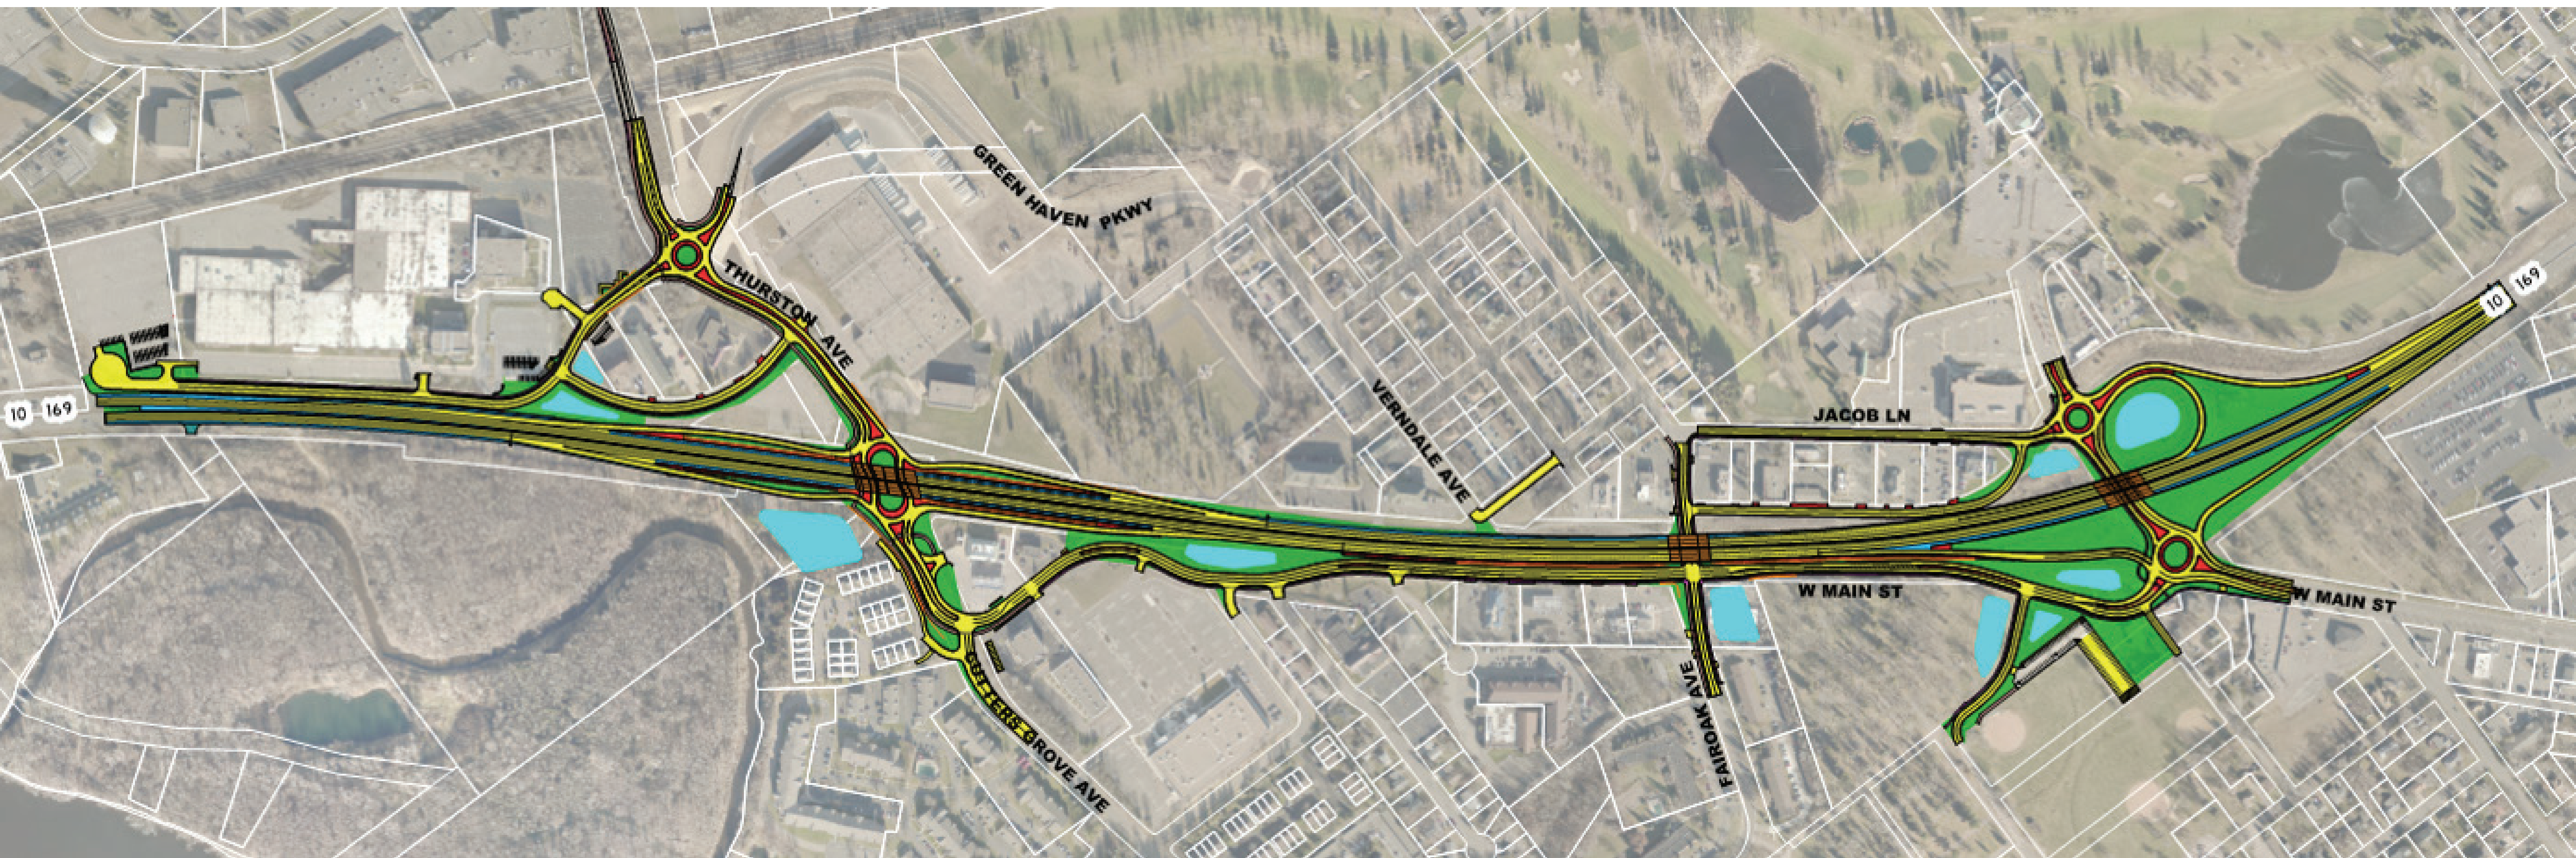 GREEN HAVEN PKWY
THURSTON AVE
10 169
10 169
VERNDALE AVE
JACOB LN
W MAIN ST
W MAIN ST
CUTTERS GROVE AVE
FAIROAK AVE